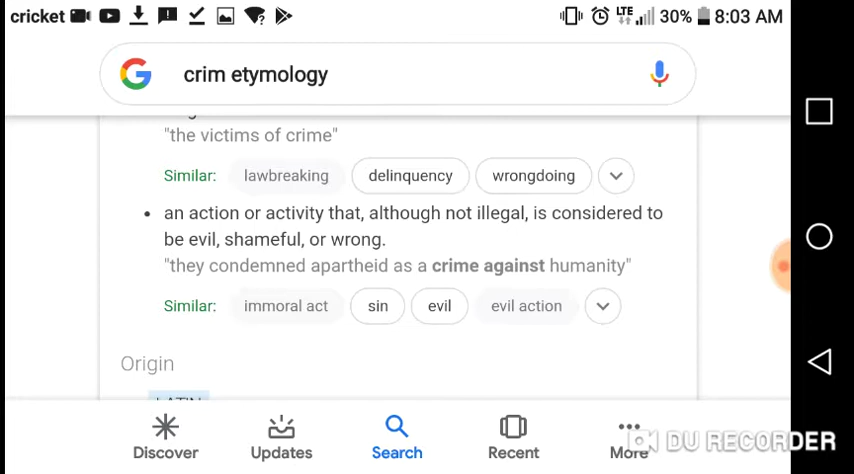 cricket
LTE 30% 8:03 AM
crim etymology
"the victims of crime"
Similar: lawbreaking delinquency wrongdoing
• an action or activity that, although not illegal, is considered to
be evil, shameful, or wrong.
"they condemned apartheid as a crime against humanity"
Similar: immoral act sin evil evil action
Origin
LATIN
Discover Updates Search Recent More
DU RECORDER